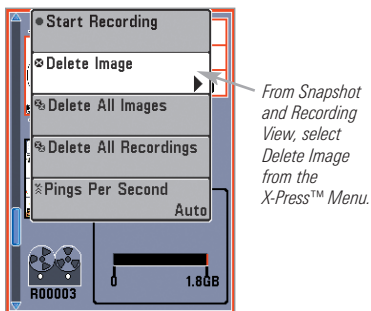 Start Recording
Delete Image
Delete All Images
Delete All Recordings
Pings Per Second
Auto
From Snapshot
and Recording
View, select
Delete Image
from the
X-Press™ Menu.
0
1.8GB
R00003